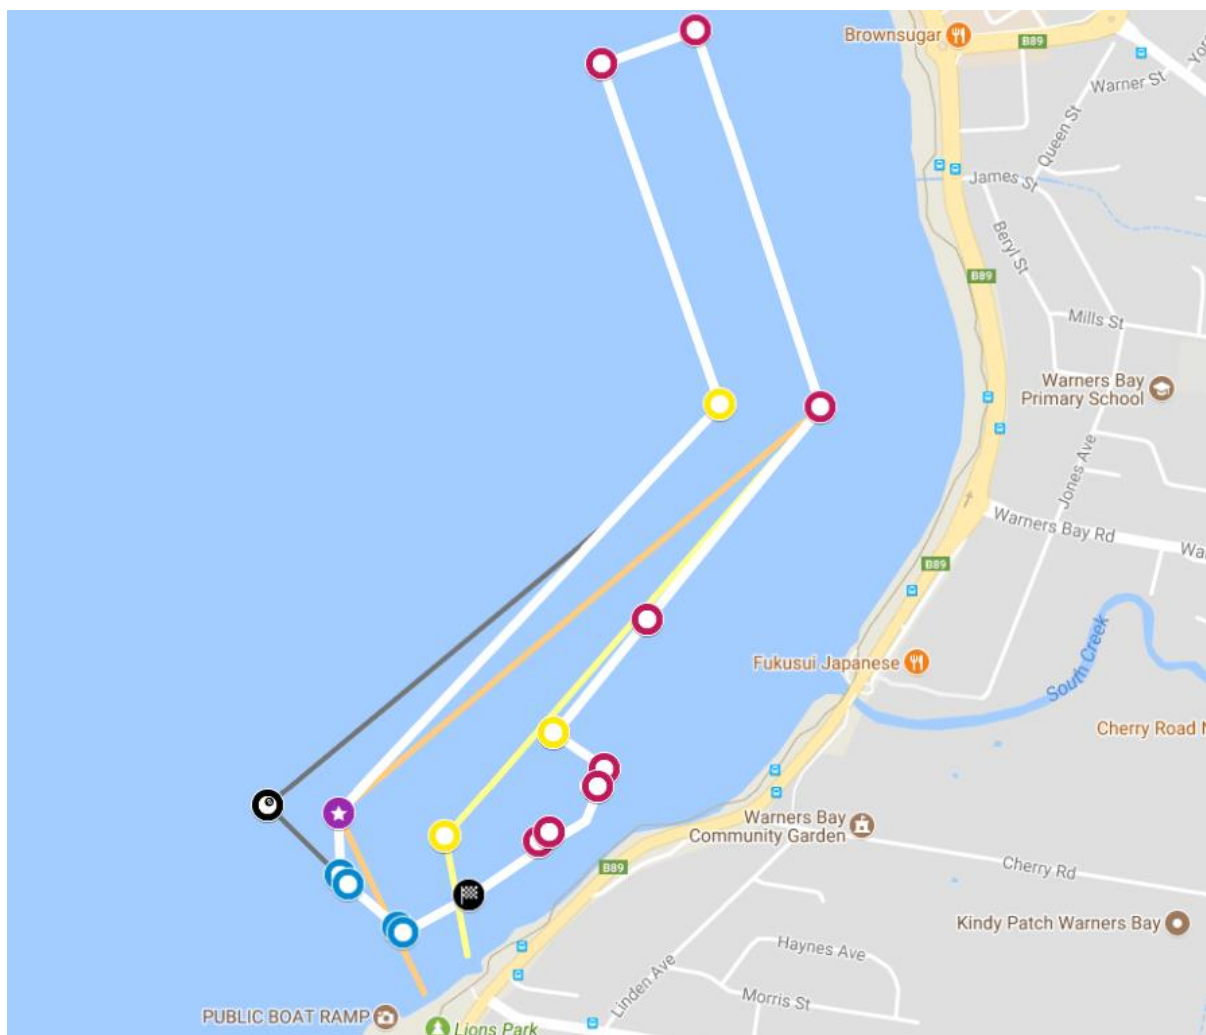 Brownsugar
B89
Yor
Warner St
Queen St
James St
Beryl St
B89
Mills St
Warners Bay
Primary School
Jones Ave
Warners Bay Rd
Wa
B89
South Creek
Fukusui Japanese
Cherry Road N
Warners Bay
Community Garden
B89
Cherry Rd
Kindy Patch Warners Bay
Haynes Ave
Linden Ave
Morris St
PUBLIC BOAT RAMP
Lions Park